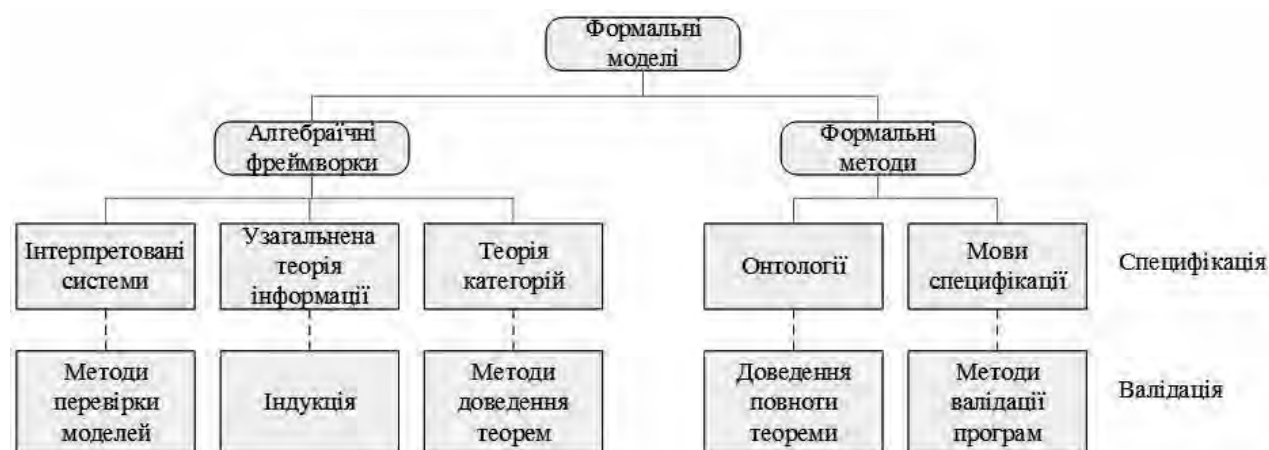 Формальні
моделі
Алгебраїчні
фреймворки
Формальні
методи
Інтерпретовані
системи
Узагальнена
теорія
інформації
Теорія
категорій
Онтології
Мови
специфікації
Специфікація
Методи
перевірки
моделей
Індукція
Методи
доведення
теорем
Доведення
повноти
теореми
Методи
валідації
програм
Валідація